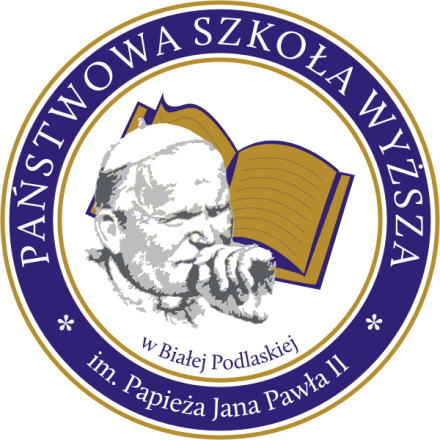 PAŃSTWOWA SZKOŁA WYŻSZA
w Białej Podlaskiej
im. Papieża Jana Pawła II